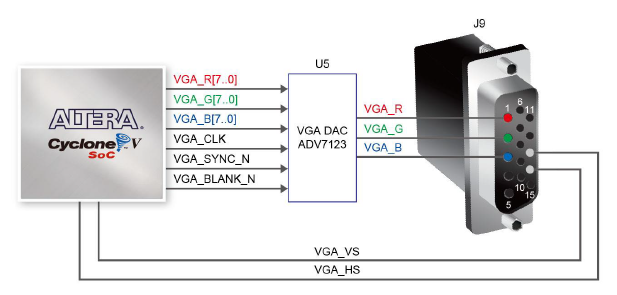 J9
U5
VGA_R[7..0]
VGA_G[7..0]
VGA_B[7..0]
VGA_CLK
VGA_SYNC_N
VGA_BLANK_N
ALTERA.
Cyclone V
SoC
VGA DAC
ADV7123
VGA_R
VGA_G
VGA_B
6
1
11
10
15
5
VGA_VS
VGA_HS